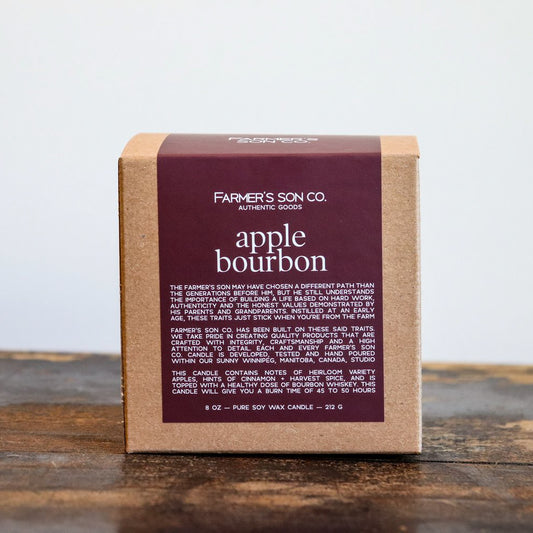 FARMER'S
SON CO.
FARMER'S SON CO.
AUTHENTIC GOODS
apple
bourbon
THE FARMER'S SON MAY HAVE CHOSEN A DIFFERENT PATH THAN
THE GENERATIONS BEFORE HIM, BUT HE STILL UNDERSTANDS
THE IMPORTANCE OF BUILDING A LIFE BASED ON HARD WORK,
AUTHENTICITY AND THE HONEST VALUES DEMONSTRATED BY
HIS PARENTS AND GRANDPARENTS. INSTILLED AT AN EARLY
AGE, THESE TRAITS JUST STICK WHEN YOU'RE FROM THE FARM
FARMER'S SON CO. HAS BEEN BUILT ON THESE SAID TRAITS.
WE TAKE PRIDE IN CREATING QUALITY PRODUCTS THAT ARE
CRAFTED WITH INTEGRITY, CRAFTSMANSHIP AND A HIGH
ATTENTION TO DETAIL. EACH AND EVERY FARMER'S SON
CO. CANDLE IS DEVELOPED, TESTED AND HAND POURED
WITHIN OUR SUNNY WINNIPEG, MANITOBA, CANADA, STUDIO
THIS CANDLE CONTAINS NOTES OF HEIRLOOM VARIETY
APPLES, HINTS OF CINNAMON + HARVEST SPICE, AND IS
TOPPED WITH A HEALTHY DOSE OF BOURBON WHISKEY. THIS
CANDLE WILL GIVE YOU A BURN TIME OF 45 TO 50 HOURS
8 OZ — PURE SOY WAX CANDLE — 212 G